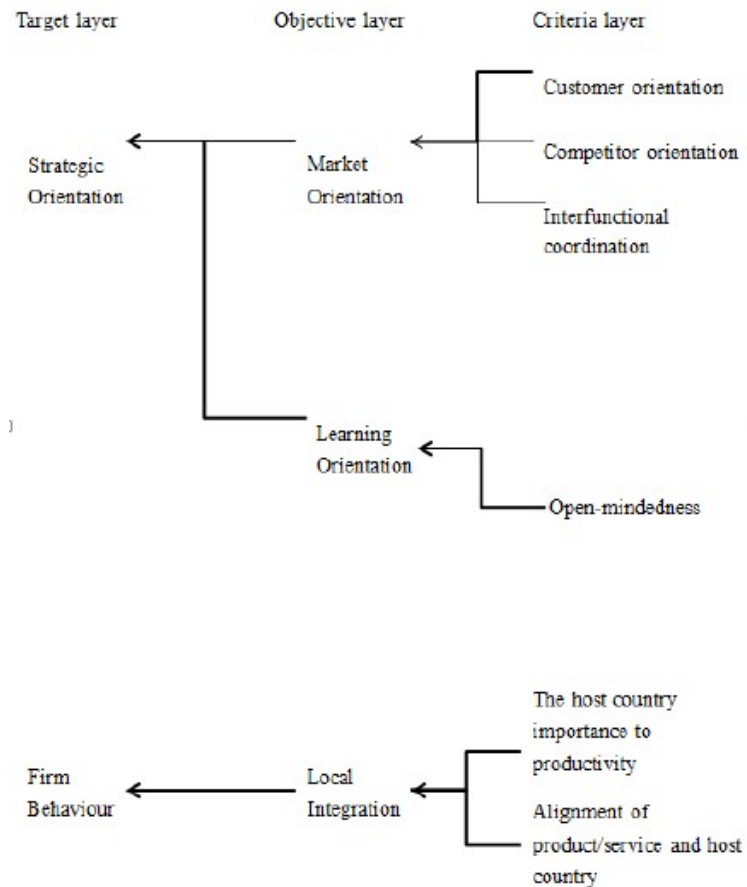 Target layer
Objective layer
Criteria layer
Customer orientation
Strategic
Orientation
Market
Orientation
Competitor orientation
Interfunctional
coordination
Learning
Orientation
Open-mindedness
The host country
importance to
productivity
Firm
Behaviour
Local
Integration
Alignment of
product/service and host
country